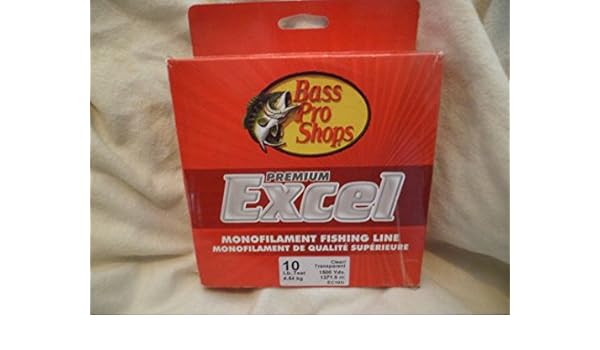 Bass
Pro
Shops
PREMIUM
Excel
MONOFILAMENT FISHING LINE
MONOFILAMENT DE QUALITÉ SUPÉRIEURE
10
Lb. Test
4.54 kg
Clear/
Transparent
1500 Yds.
1371.6 m